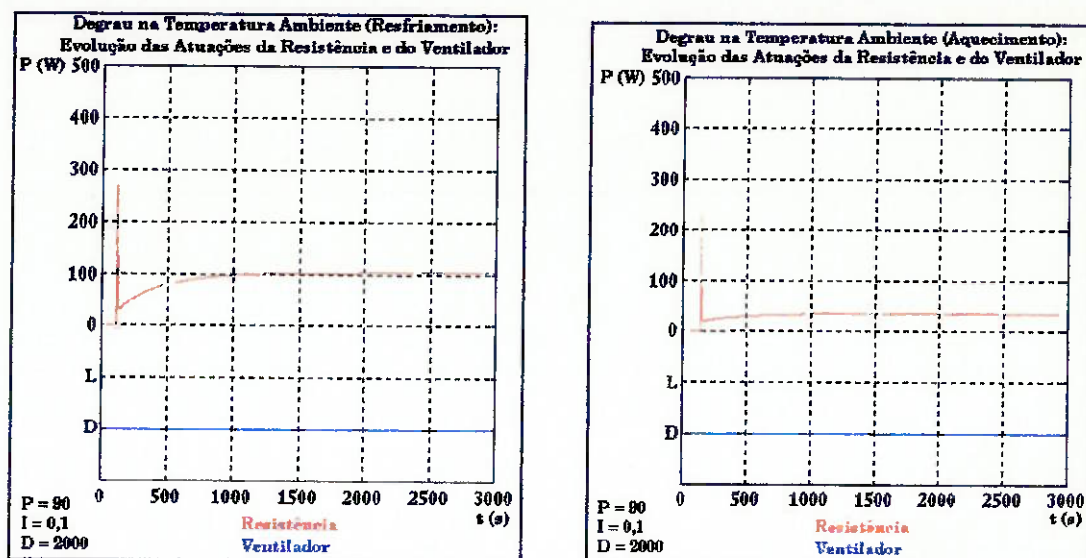 Degrau na Temperatura Ambiente (Resfriamento):
Evolução das Atuações da Resistência e do Ventilador
P (W) 500
400
300
200
100
0
L
D
0 500 1000 1500 2000 2500 3000
t (s)
P = 90
I = 0,1
D = 2000
Resistência
Ventilador
Degrau na Temperatura Ambiente (Aquecimento):
Evolução das Atuações da Resistência e do Ventilador
P (W) 500
400
300
200
100
0
L
D
0 500 1000 1500 2000 2500 3000
t (s)
P = 90
I = 0,1
D = 2000
Resistência
Ventilador